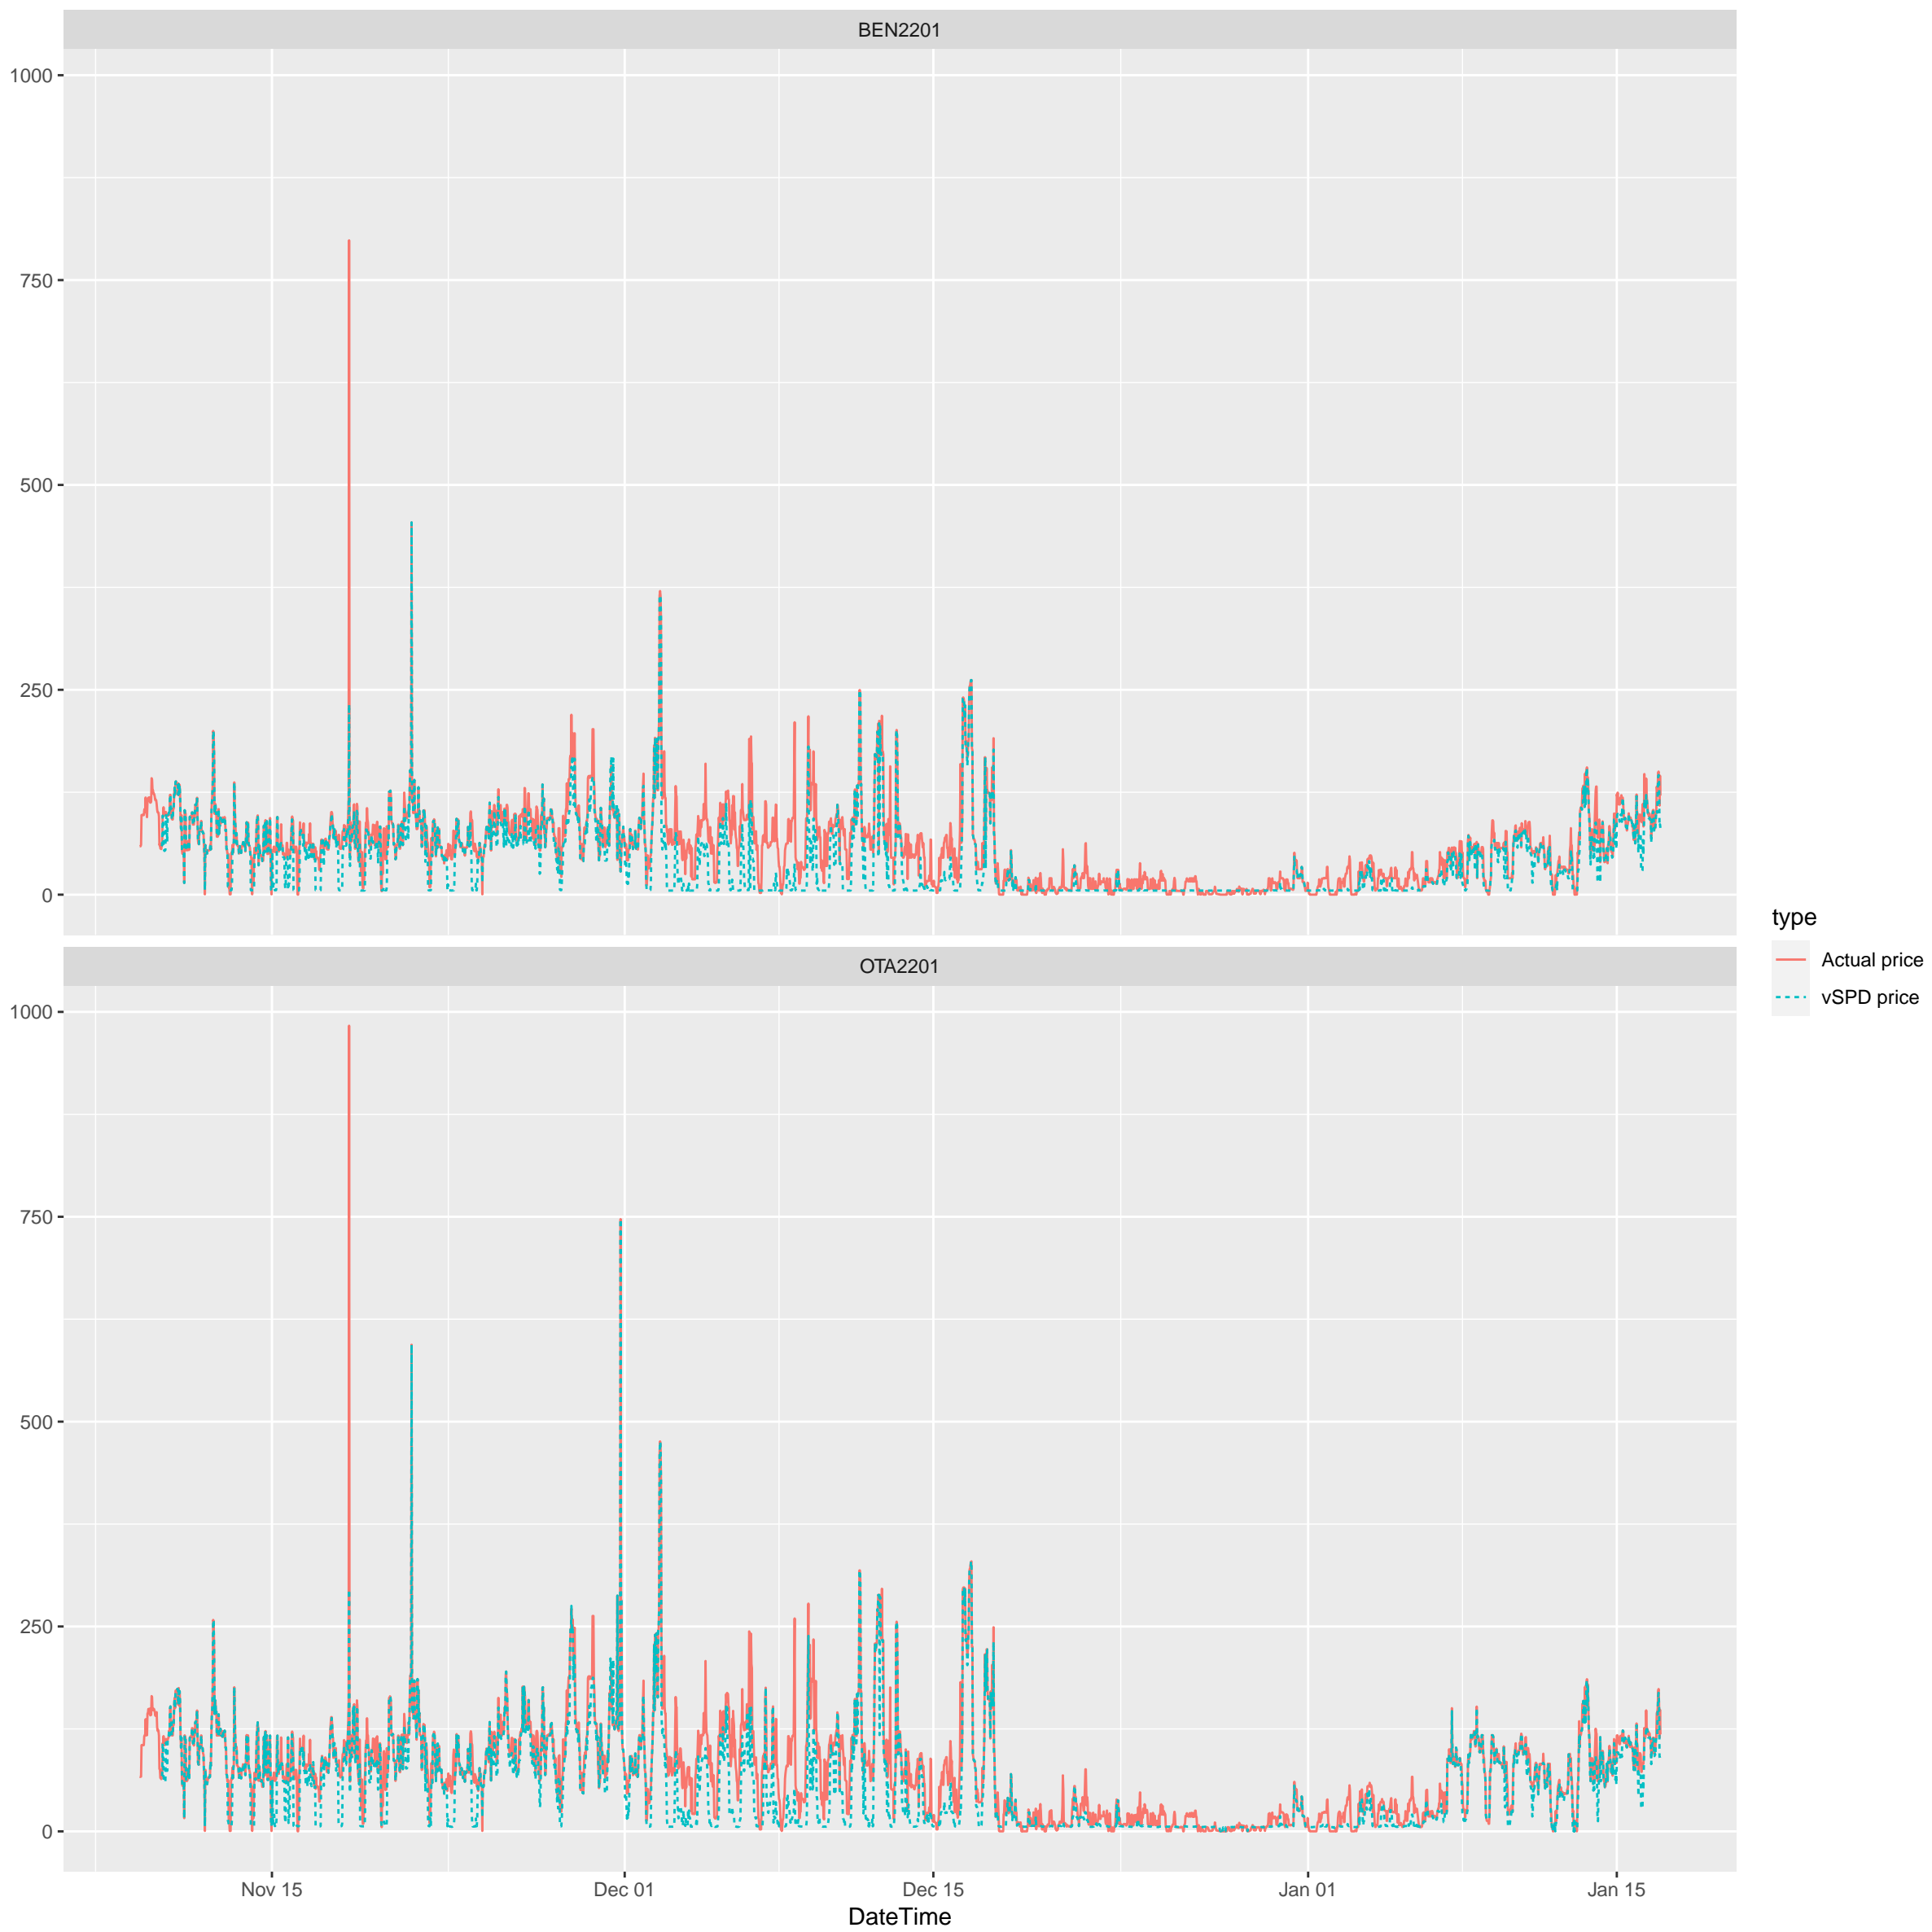 BEN2201
1000
750
500
250
0
OTA2201
1000
750
500
250
0
Nov 15
Dec 01
Dec 15
Jan 01
Jan 15
DateTime
type
Actual price
vSPD price